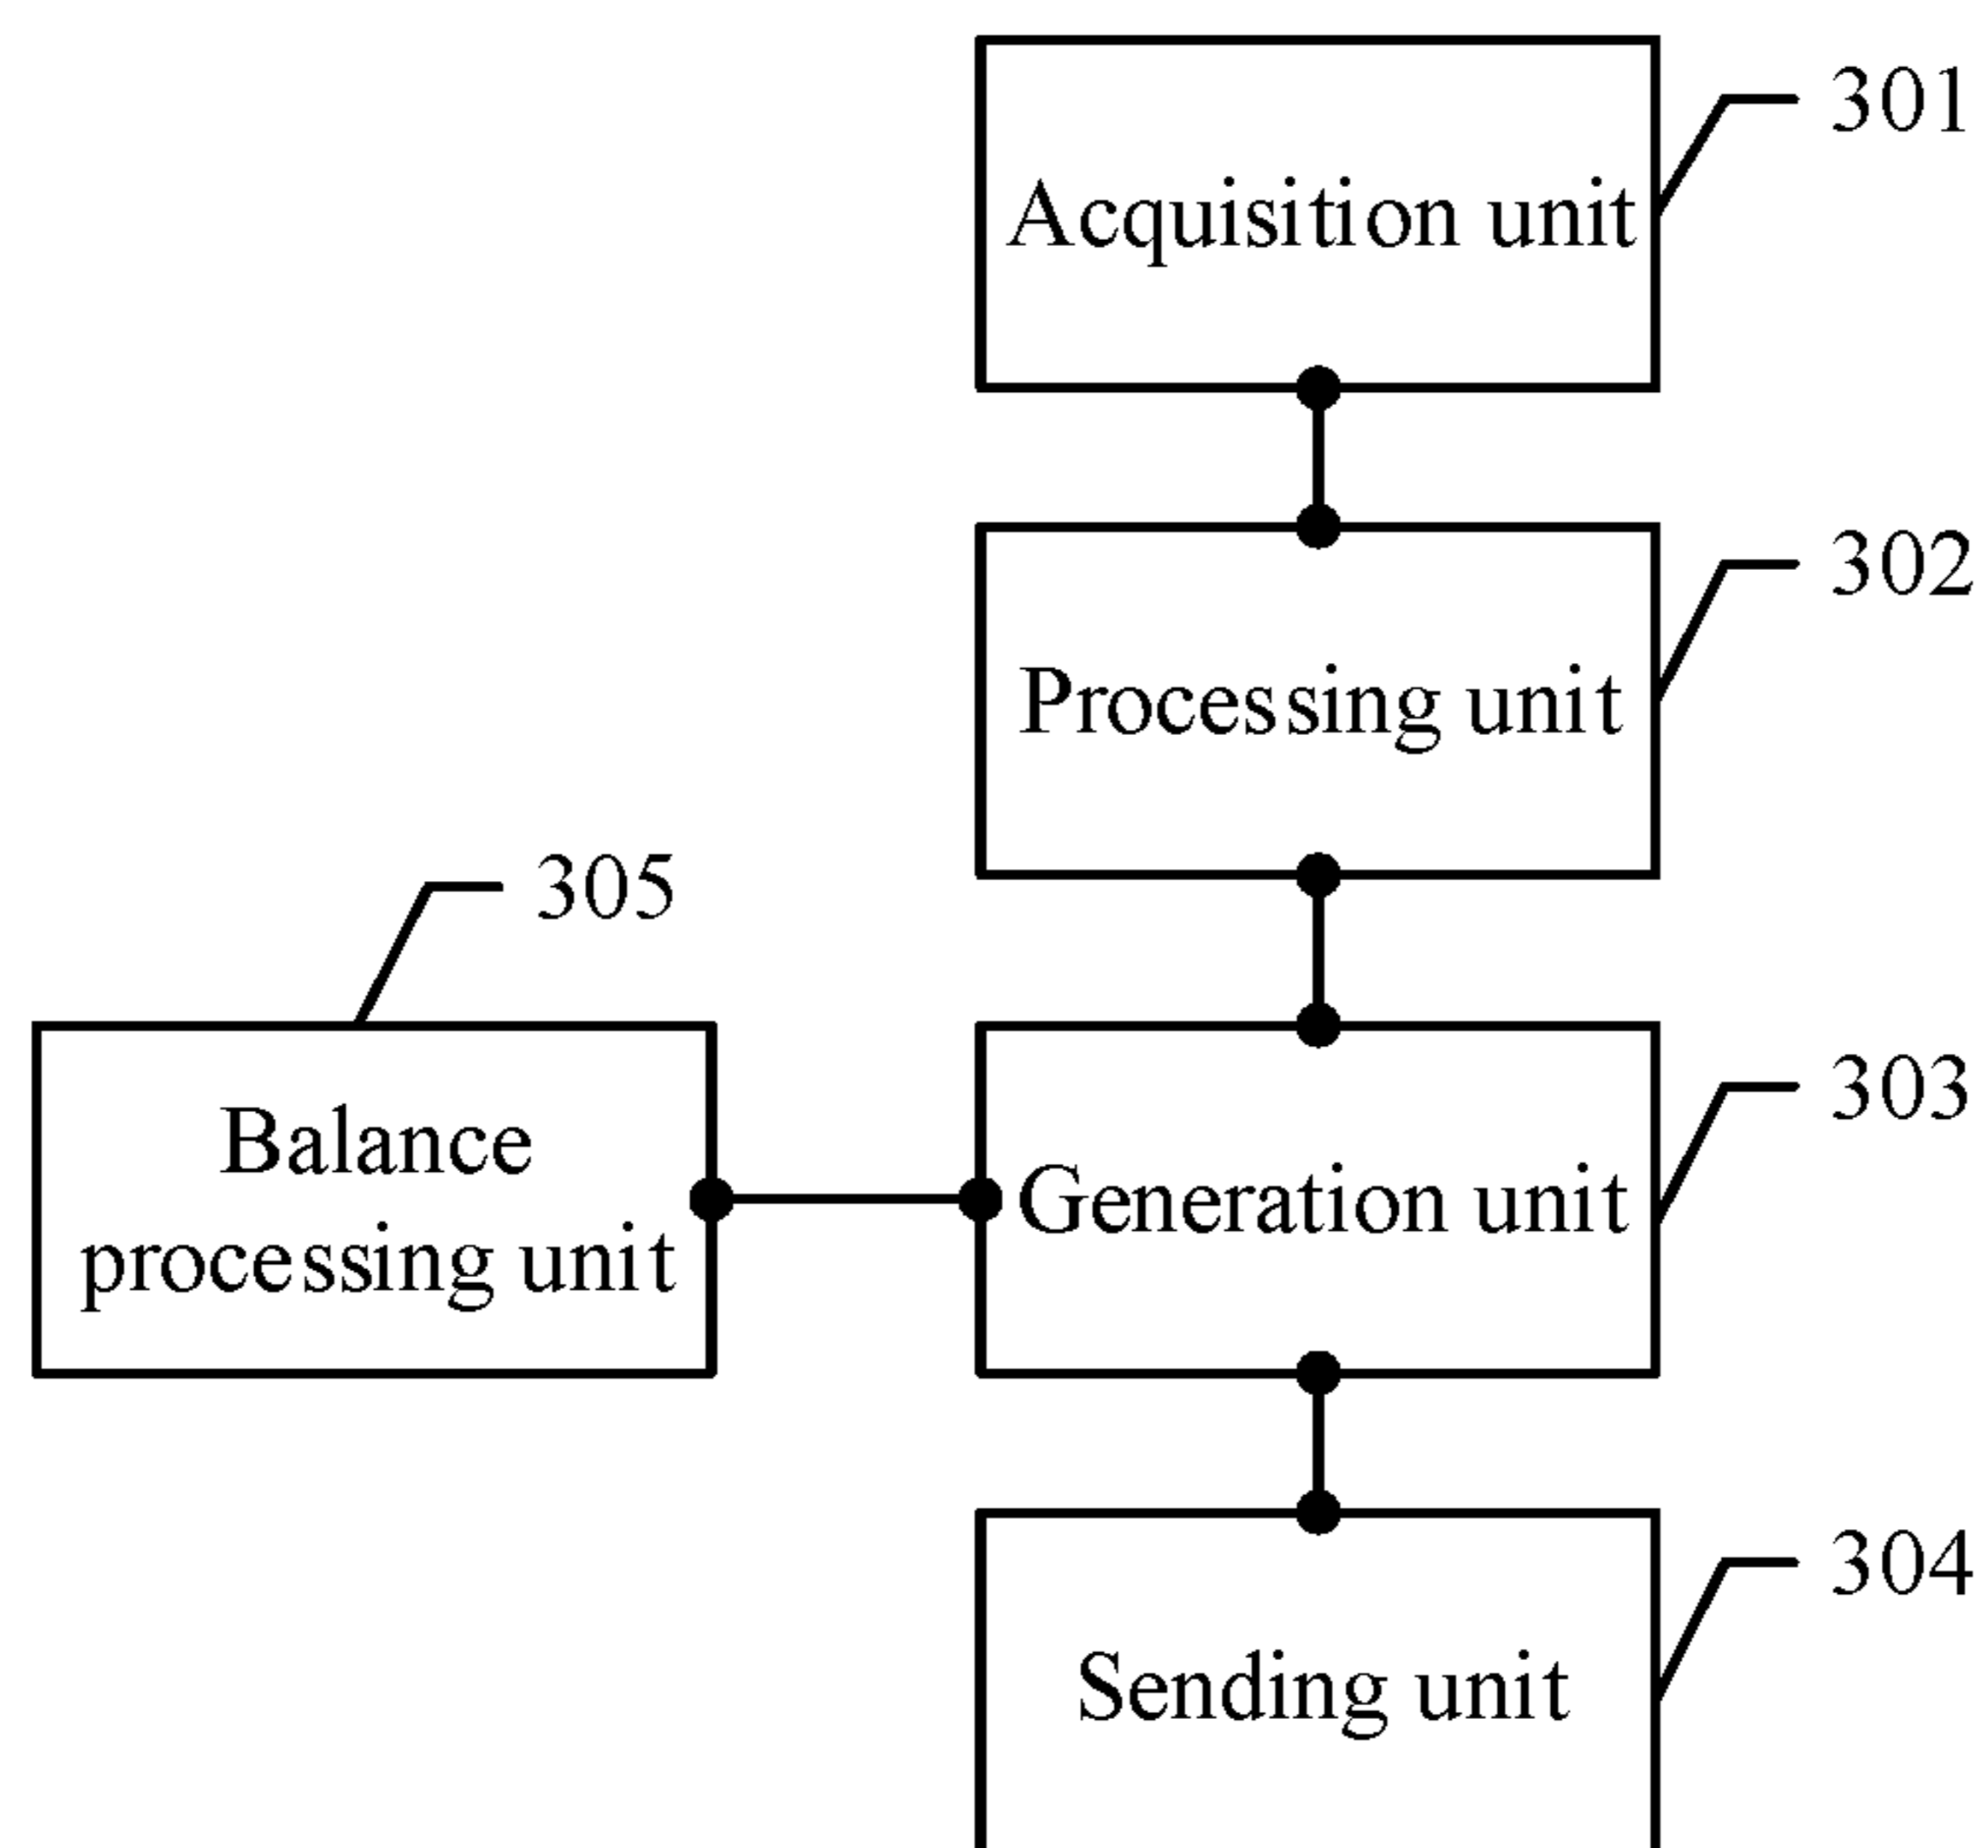 301
Acquisition unit
302
Processing unit
305
Balance
processing unit
303
Generation unit
304
Sending unit